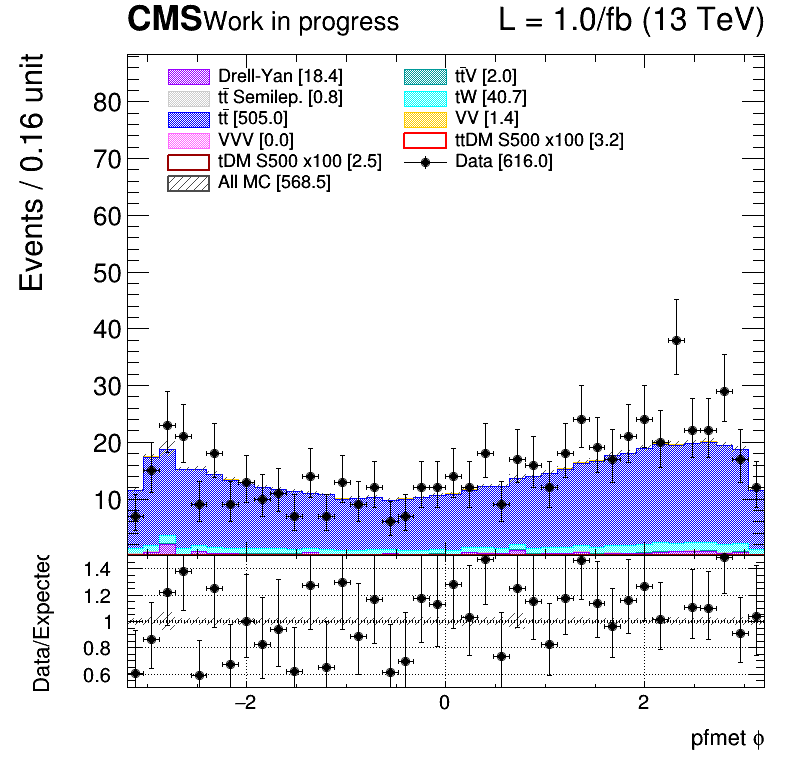 CMS Work in progress L = 1.0/fb (13 TeV)
Events / 0.16 unit
Drell-Yan [18.4] tt̄V [2.0]
tt̄ Semilep. [0.8] tW [40.7]
tt̄ [505.0] VV [1.4]
VVV [0.0] ttDM S500 x100 [3.2]
tDM S500 x100 [2.5] Data [616.0]
All MC [568.5]
80
70
60
50
40
30
20
10
Data/Expected
1.4
1.2
1
0.8
0.6
−2 0 2
pfmet ϕ